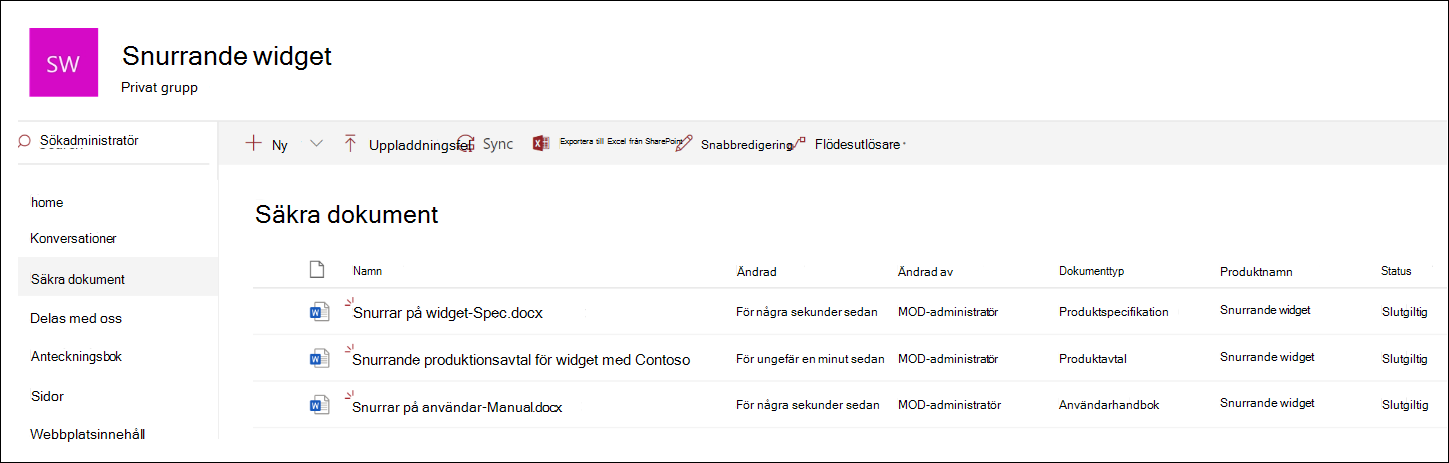 SW
Snurrande widget
Privat grupp
Sökadministratör
Ny Uppladdningsfel Sync Exportera till Excel från SharePoint Snabbredigering Flödesutlösare
home
Konversationer
Säkra dokument
Delas med oss
Anteckningsbok
Sidor
Webbplatsinnehåll
Säkra dokument
Namn Ändrad Ändrad av Dokumenttyp Produktnamn Status
Snurrar på widget-Spec.docx För några sekunder sedan MOD-administratör Produktspecifikation Snurrande widget Slutgiltig
Snurrande produktionsavtal för widget med Contoso För ungefär en minut sedan MOD-administratör Produktavtal Snurrande widget Slutgiltig
Snurrar på användar-Manual.docx För några sekunder sedan MOD-administratör Användarhandbok Snurrande widget Slutgiltig